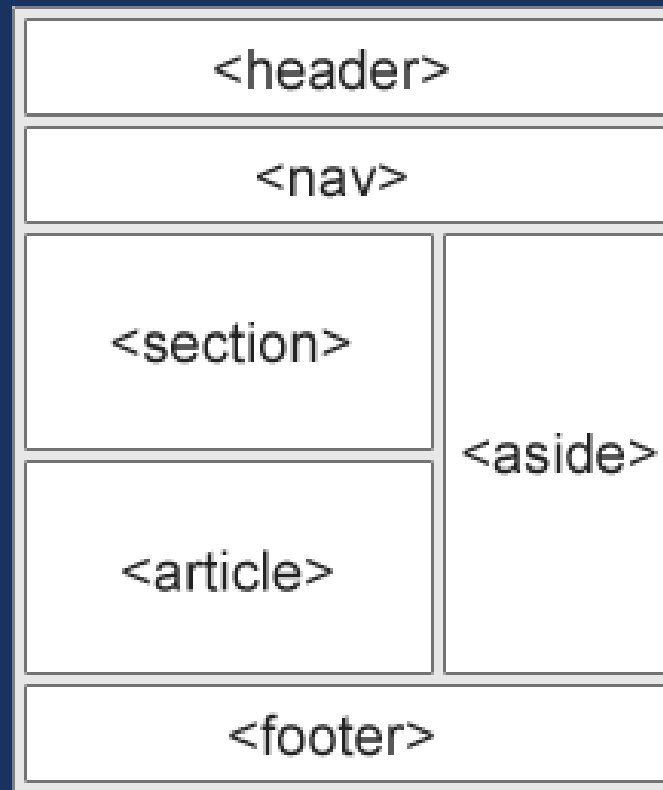 <header>
<nav>
<section>
<aside>
<article>
<footer>